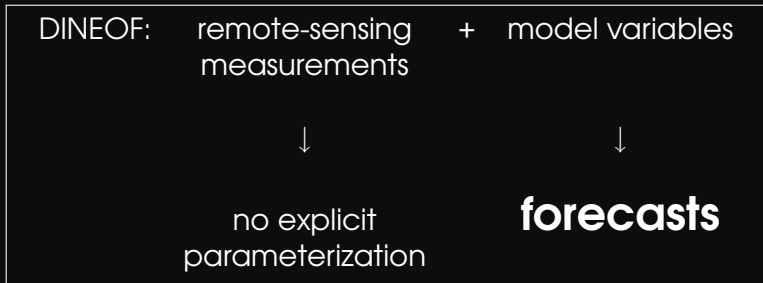 DINEOF: remote-sensing + model variables
measurements
↓ ↓
no explicit forecasts
parameterization